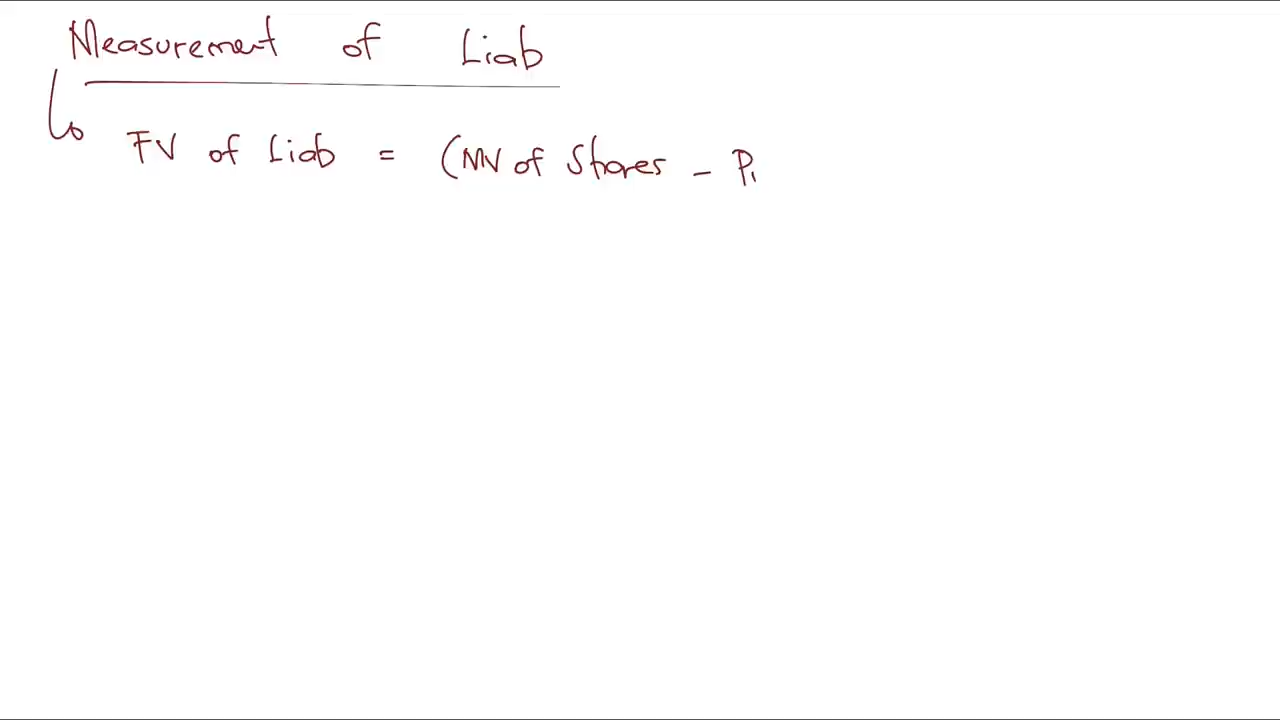 Measurement of Liab
FV of Liab = (MV of Shares -